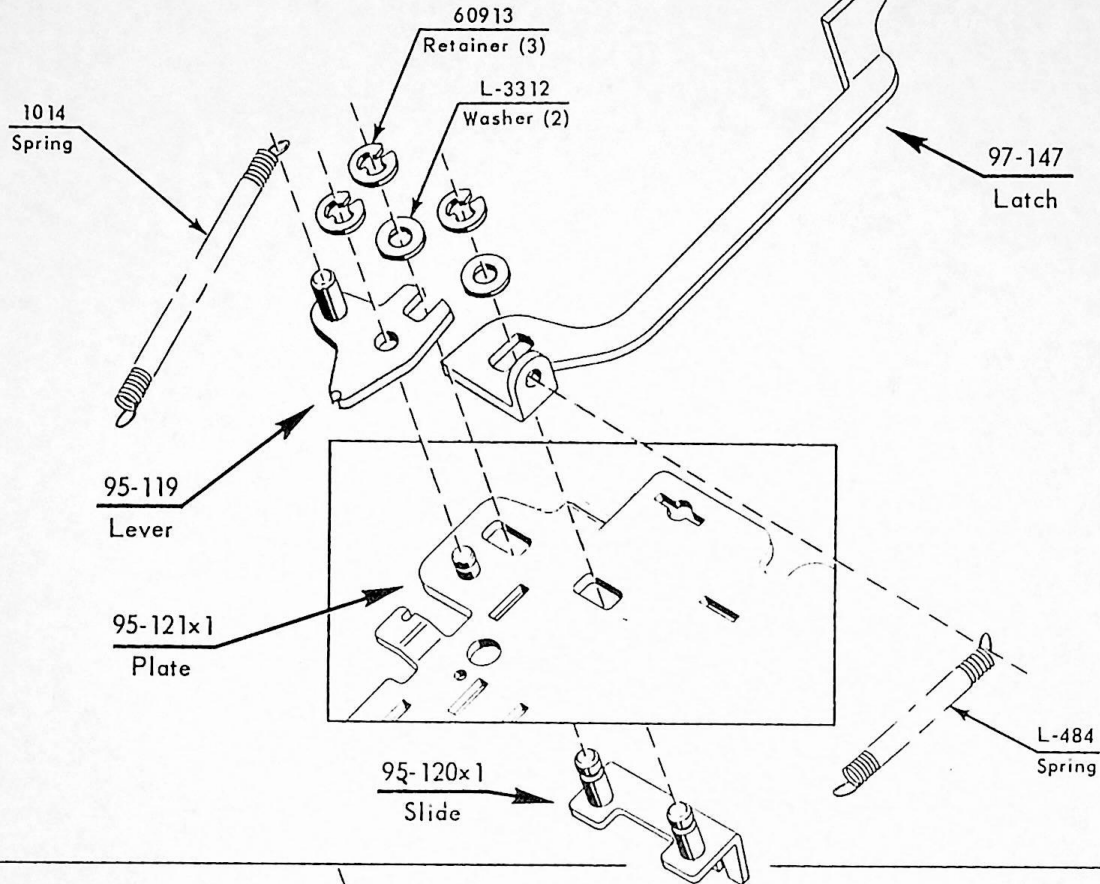 60913
Retainer (3)
L-3312
Washer (2)
1014
Spring
97-147
Latch
95-119
Lever
95-121x1
Plate
95-120x1
Slide
L-484
Spring